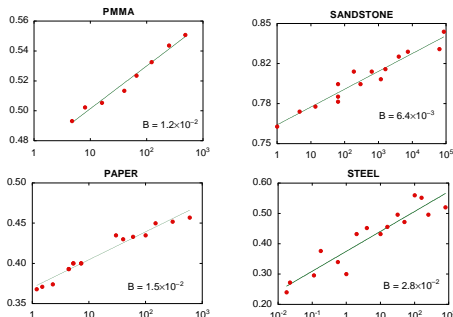 PMMA
0.56
0.54
0.52
0.50
0.48
B = 1.2×10⁻²
1 10 10² 10³
SANDSTONE
0.85
0.82
0.78
0.75
B = 6.4×10⁻³
1 10 10² 10³ 10⁴ 10⁵
PAPER
0.50
0.45
0.40
0.35
B = 1.5×10⁻²
1 10 10² 10³
STEEL
0.60
0.50
0.40
0.30
0.20
B = 2.8×10⁻²
10⁻² 10⁻¹ 1 10 10² 10³